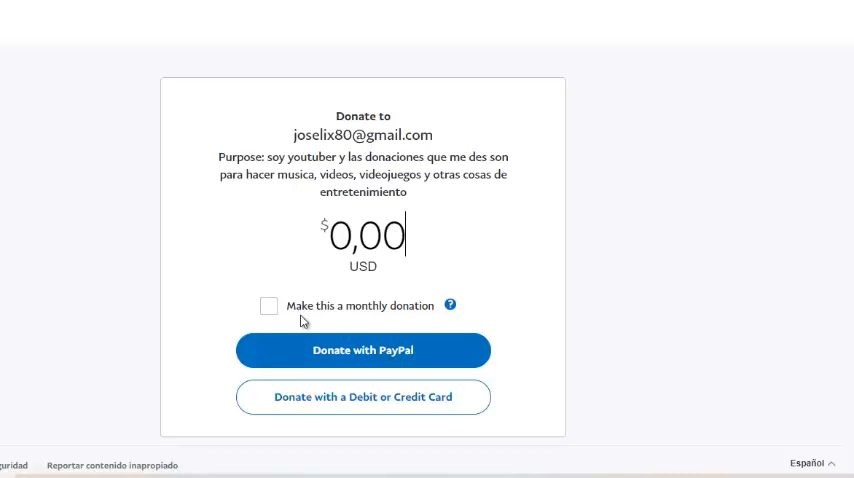 Donate to
joselix80@gmail.com
Purpose: soy youtuber y las donaciones que me des son
para hacer musica, videos, videojuegos y otras cosas de
entretenimiento
$0,00
USD
Make this a monthly donation ?
Donate with PayPal
Donate with a Debit or Credit Card
guridad Reportar contenido inapropiado Español